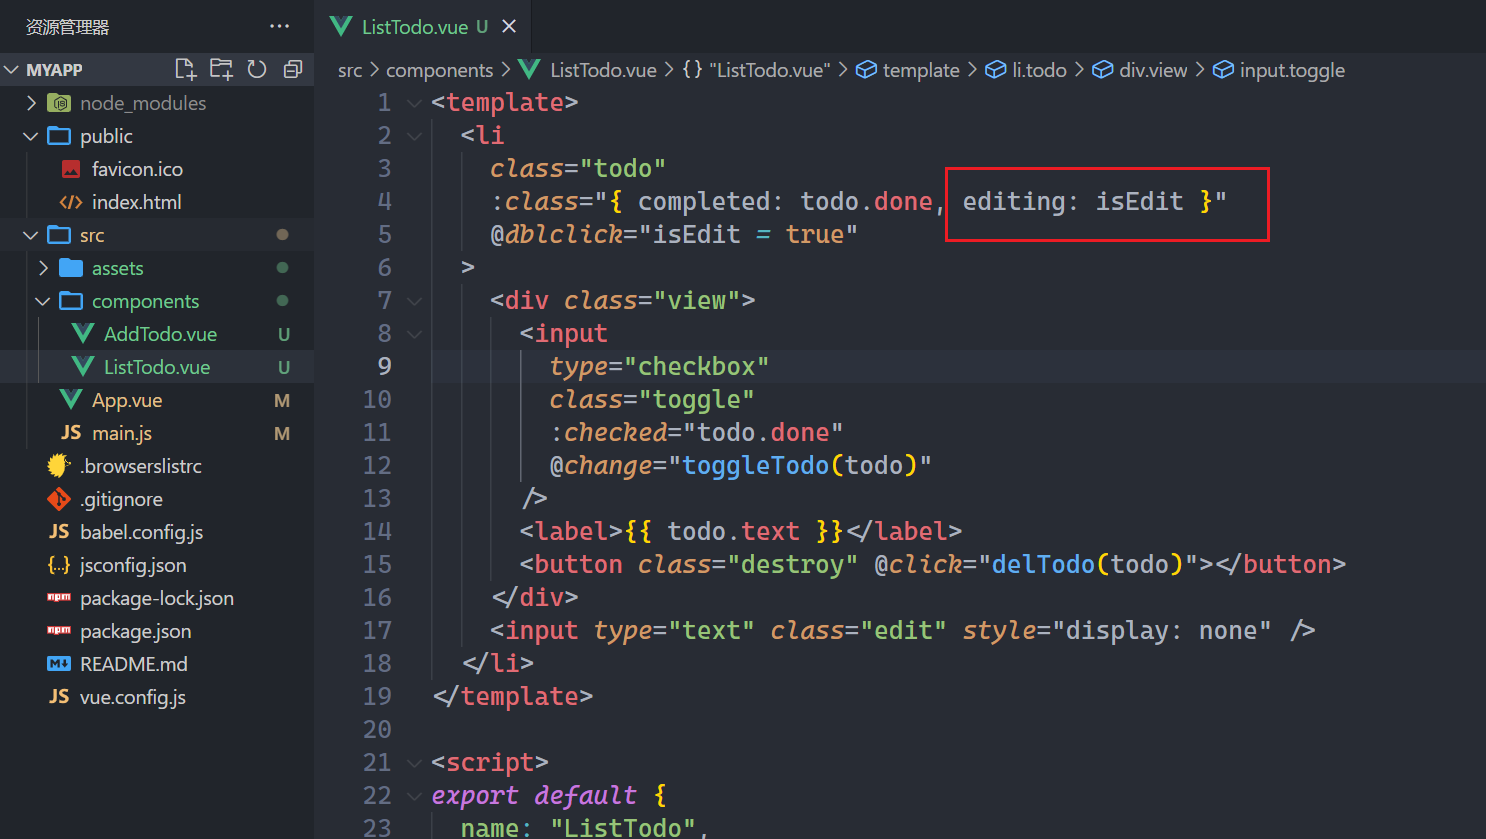 资源管理器 ···
MYAPP
node_modules
public
favicon.ico
index.html
src
assets
components
AddTodo.vue U
ListTodo.vue U
App.vue M
JS main.js M
.browserslistrc
.gitignore
JS babel.config.js
{..} jsconfig.json
npm package-lock.json
npm package.json
M README.md
JS vue.config.js
ListTodo.vue U ×
src > components > ListTodo.vue > {} "ListTodo.vue" > template > li.todo > div.view > input.toggle
1 <template>
2 <li
3 class="todo"
4 :class="{ completed: todo.done, editing: isEdit }"
5 @dblclick="isEdit = true"
6 >
7 <div class="view">
8 <input
9 type="checkbox"
10 class="toggle"
11 :checked="todo.done"
12 @change="toggleTodo(todo)"
13 />
14 <label>{{ todo.text }}</label>
15 <button class="destroy" @click="delTodo(todo)"></button>
16 </div>
17 <input type="text" class="edit" style="display: none" />
18 </li>
19 </template>
20
21 <script>
22 export default {
23 name: "ListTodo",